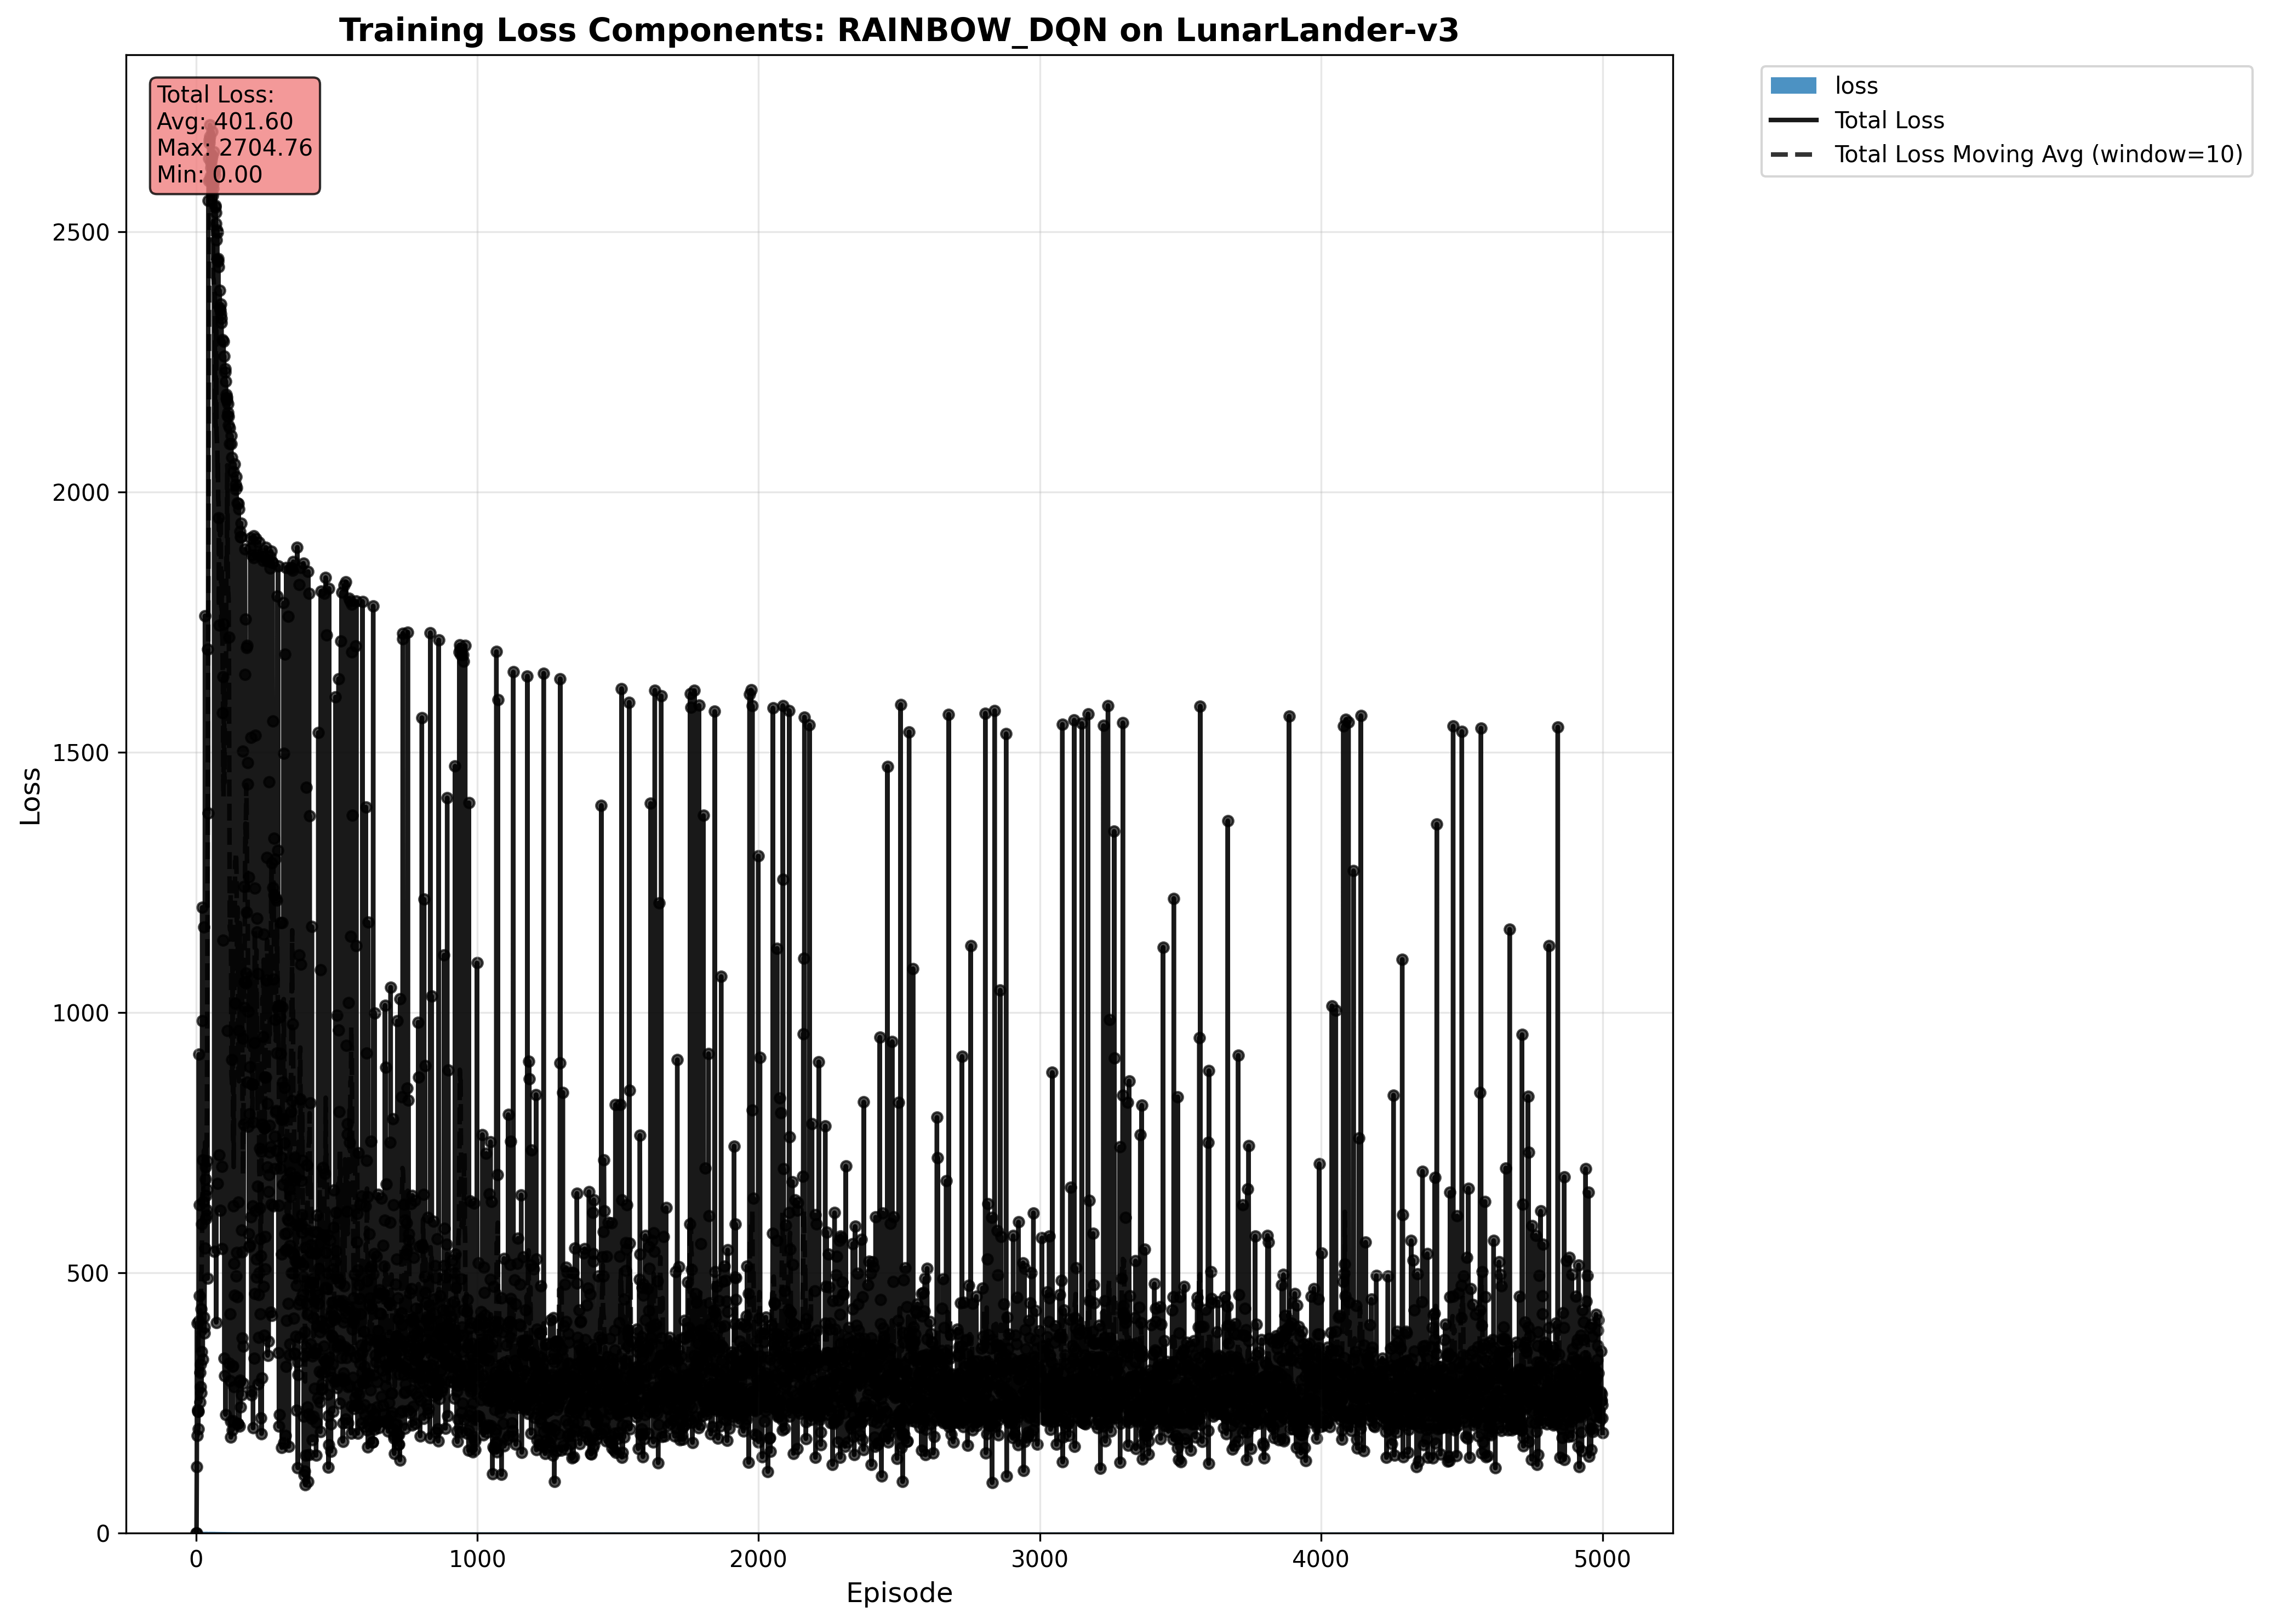 Training Loss Components: RAINBOW_DQN on LunarLander-v3
Total Loss:
Avg: 401.60
Max: 2704.76
Min: 0.00
loss
Total Loss
Total Loss Moving Avg (window=10)
2500
2000
1500
1000
500
0
Loss
0 1000 2000 3000 4000 5000
Episode